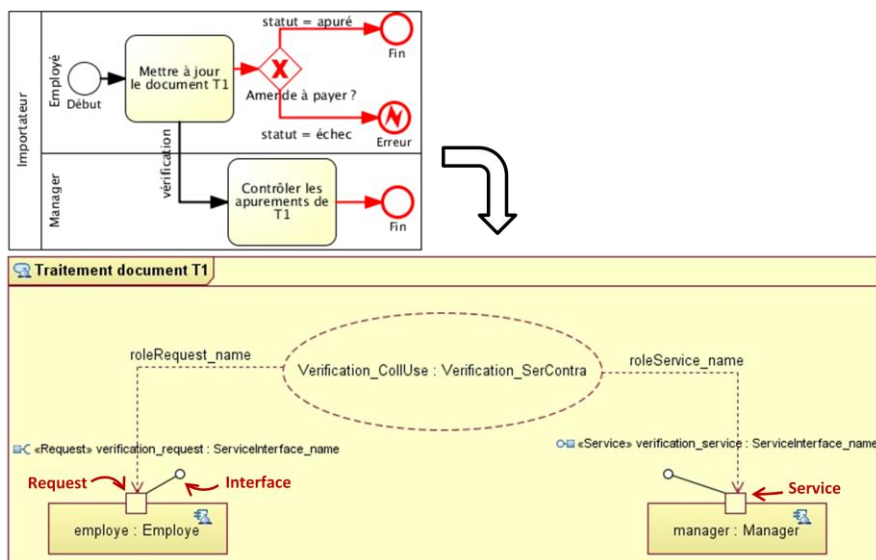 Importateur
Employé
Début
Mettre à jour
le document T1
statut = apuré
Fin
Amende à payer ?
statut = échec
Erreur
vérification
Manager
Contrôler les
apurements de
T1
Fin
Traitement document T1
roleRequest_name
Verification_CollUse : Verification_SerContra
roleService_name
«Request» verification_request : ServiceInterface_name
«Service» verification_service : ServiceInterface_name
Request
Interface
Service
employe : Employe
manager : Manager